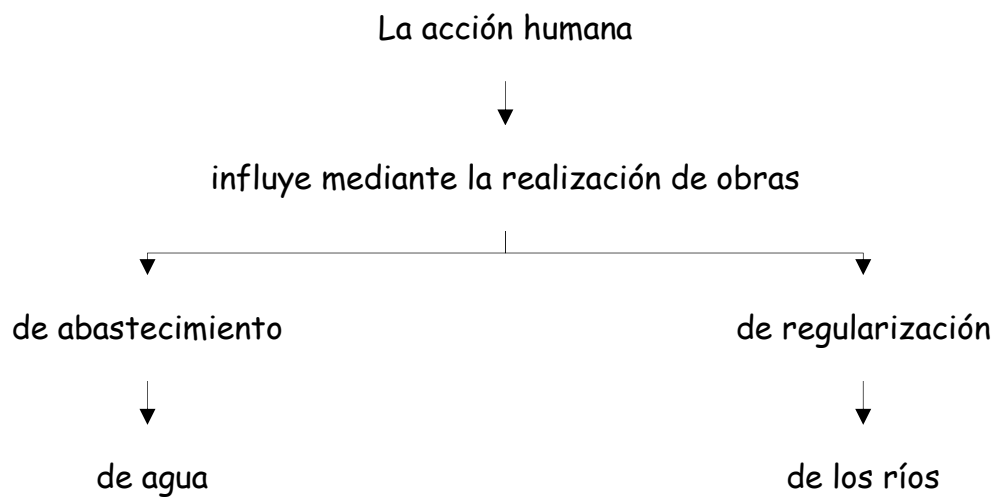 La acción humana
influye mediante la realización de obras
de abastecimiento
de regularización
de agua
de los ríos